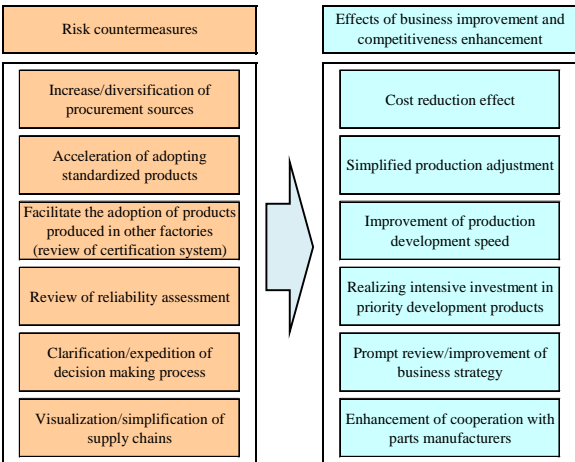 Risk countermeasures
Increase/diversification of
procurement sources
Acceleration of adopting
standardized products
Facilitate the adoption of products
produced in other factories
(review of certification system)
Review of reliability assessment
Clarification/expedition of
decision making process
Visualization/simplification of
supply chains
Effects of business improvement and
competitiveness enhancement
Cost reduction effect
Simplified production adjustment
Improvement of production
development speed
Realizing intensive investment in
priority development products
Prompt review/improvement of
business strategy
Enhancement of cooperation with
parts manufacturers